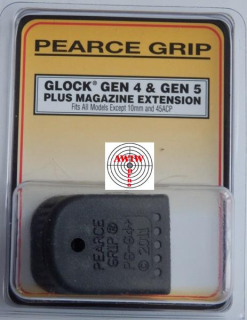 PEARCE GRIP
GLOCK® GEN 4 & GEN 5
PLUS MAGAZINE EXTENSION
Fits All Models Except 10mm and 45ACP
PEARCE
GRIP®
PG-G4+
© 2011